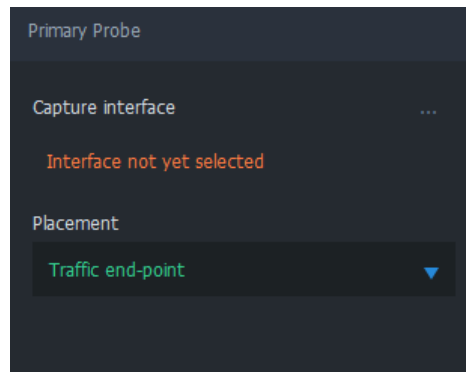 Primary Probe
Capture interface ...
Interface not yet selected
Placement
Traffic end-point